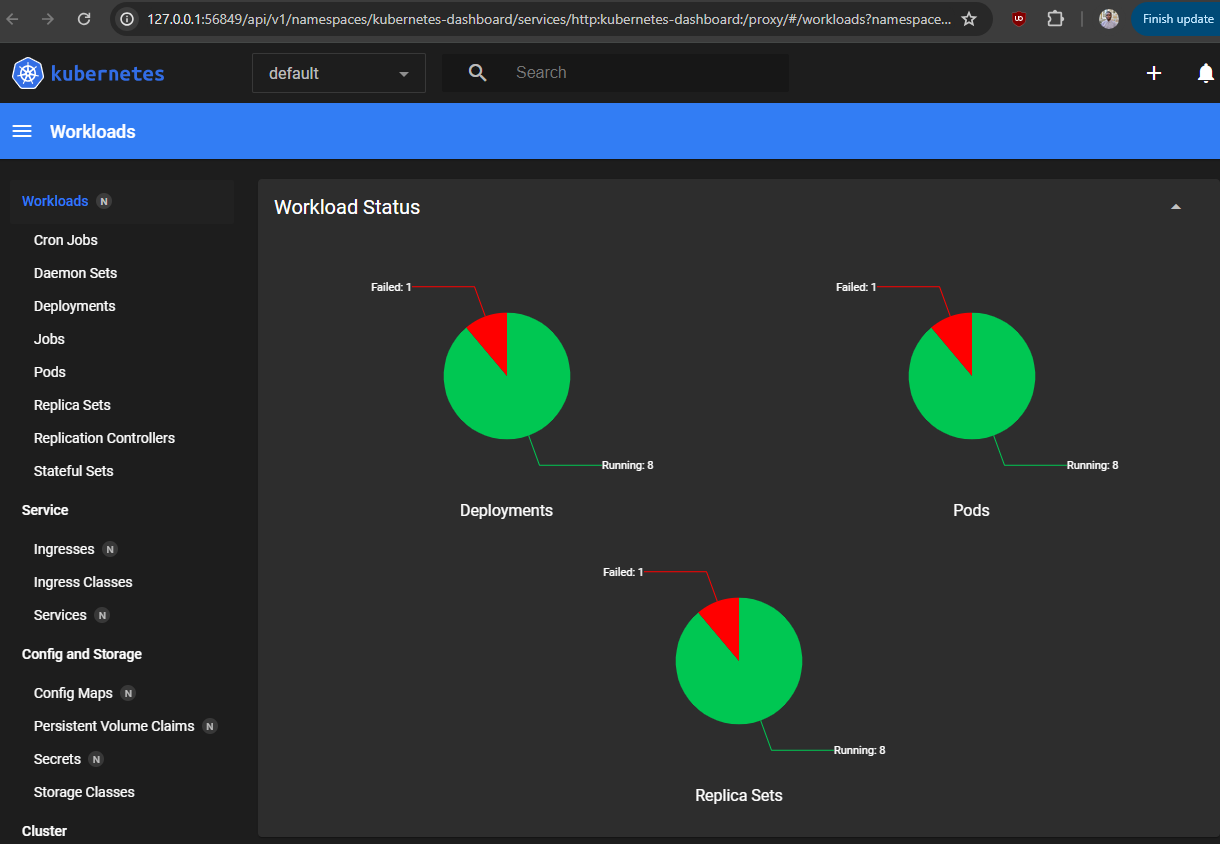 127.0.0.1:56849/api/v1/namespaces/kubernetes-dashboard/services/http:kubernetes-dashboard:/proxy/#/workloads?namespace...
Finish update
kubernetes
default
Search
Workloads
Workloads N
Cron Jobs
Daemon Sets
Deployments
Jobs
Pods
Replica Sets
Replication Controllers
Stateful Sets
Service
Ingresses N
Ingress Classes
Services N
Config and Storage
Config Maps N
Persistent Volume Claims N
Secrets N
Storage Classes
Cluster
Workload Status
Failed: 1
Running: 8
Deployments
Failed: 1
Running: 8
Pods
Failed: 1
Running: 8
Replica Sets